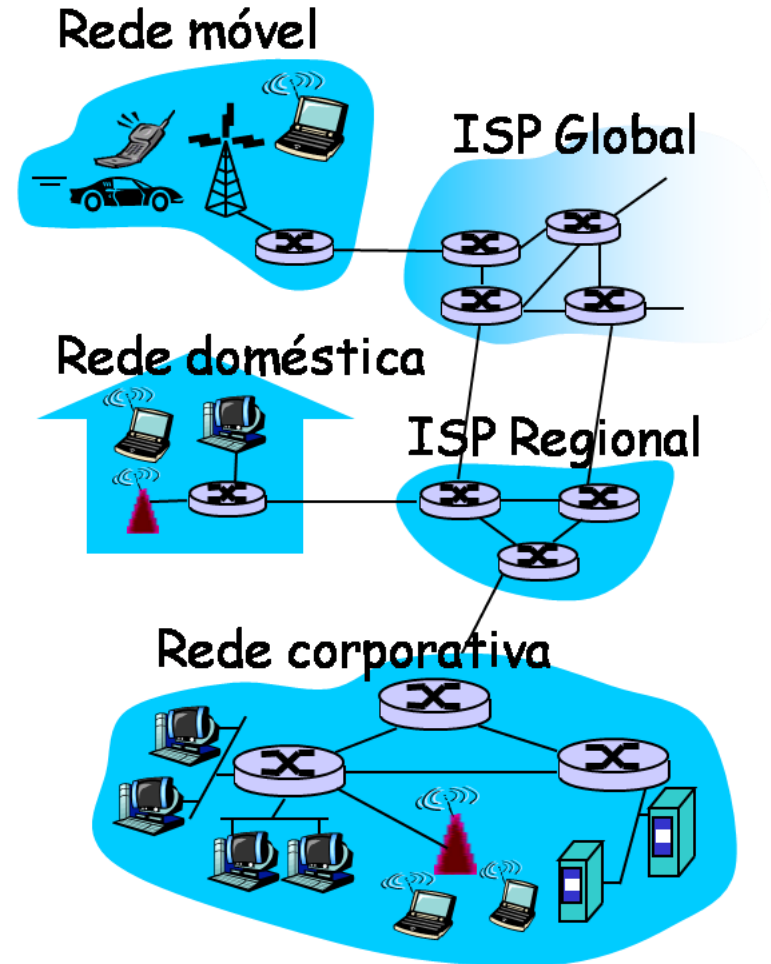 Rede móvel
ISP Global
Rede doméstica
ISP Regional
Rede corporativa